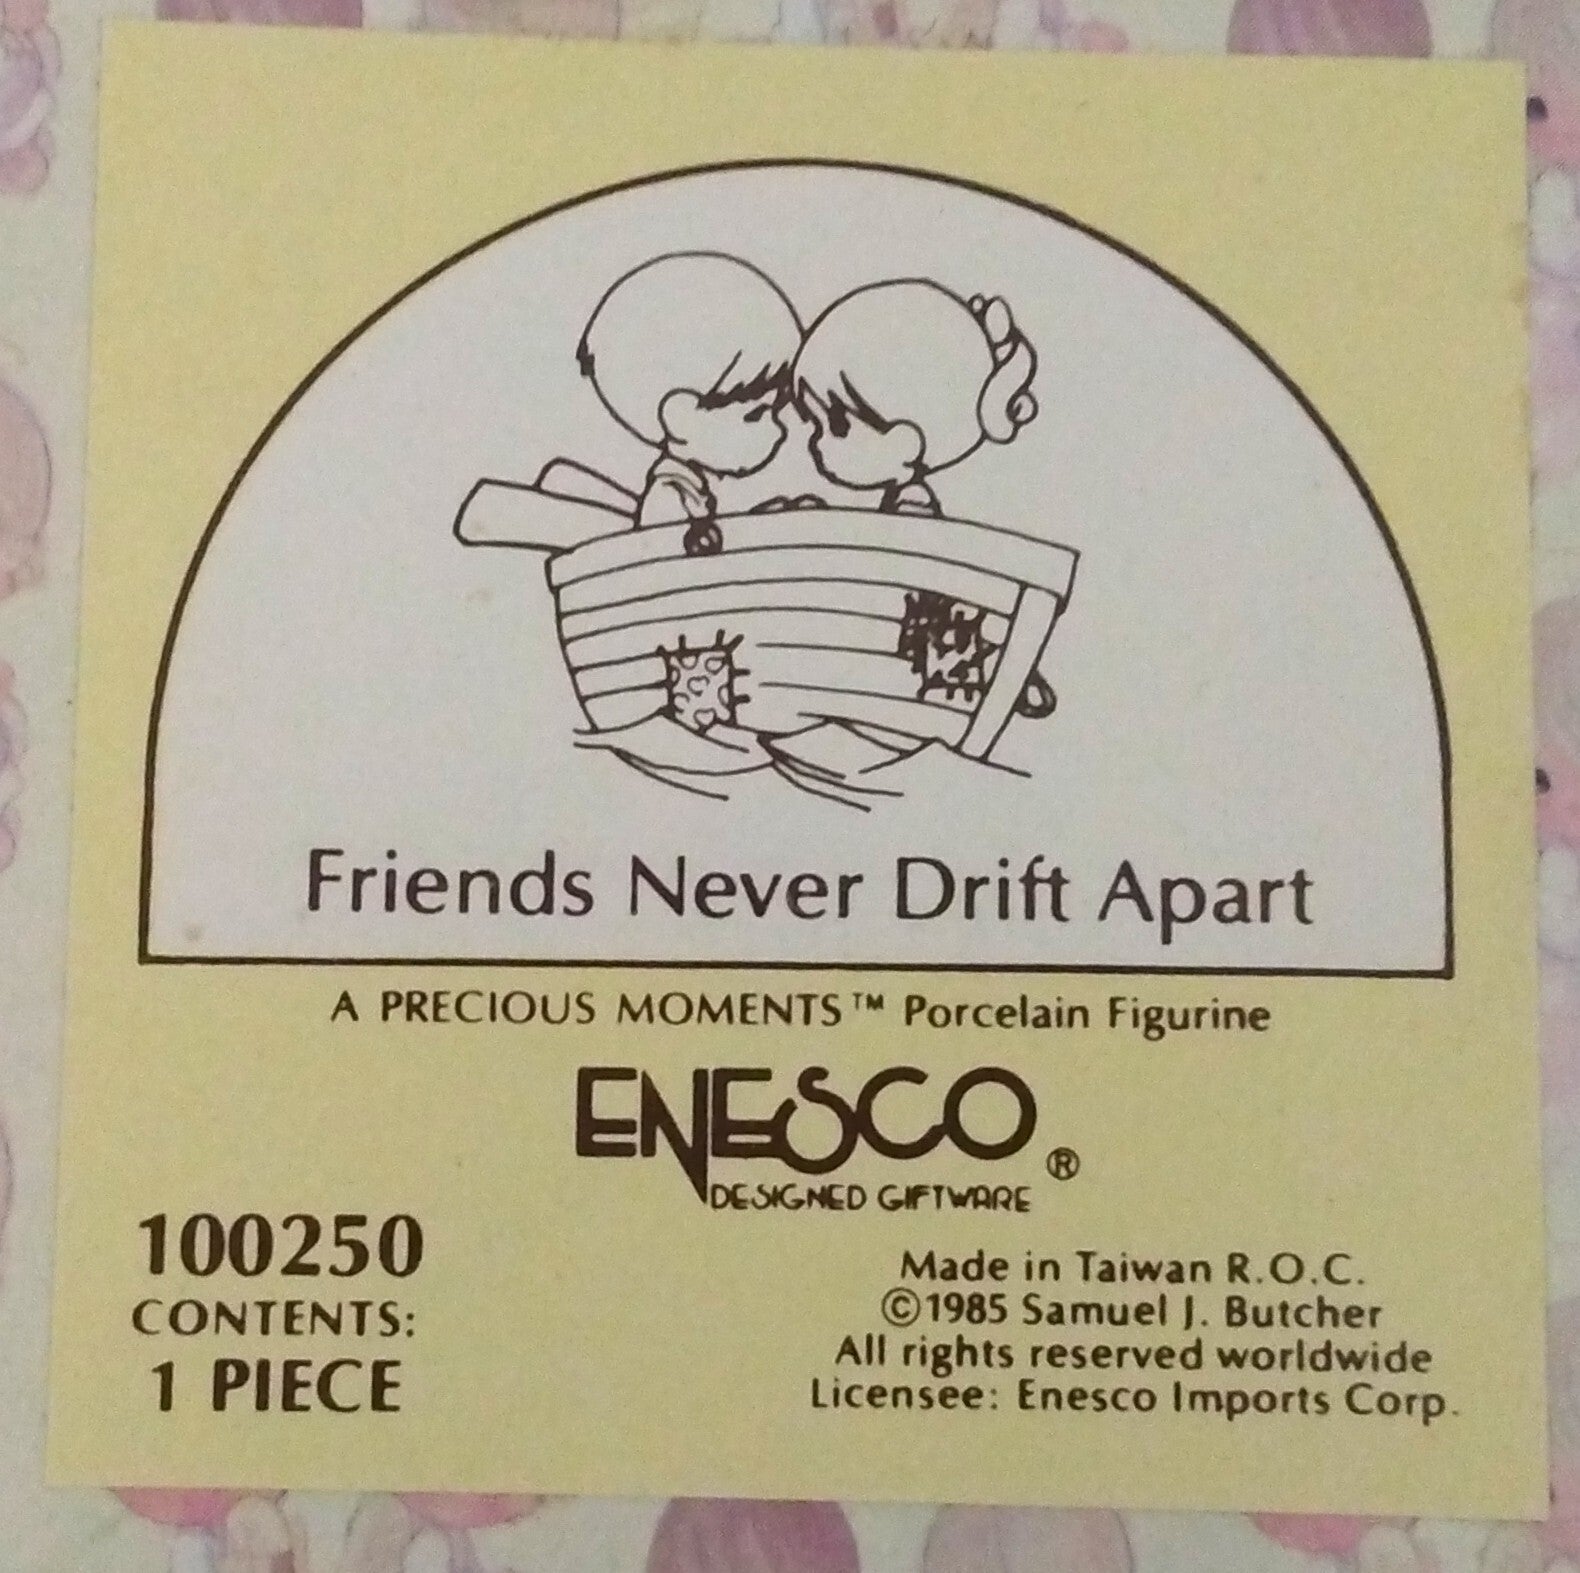 Friends Never Drift Apart
A PRECIOUS MOMENTS™ Porcelain Figurine
ENESCO®
DESIGNED GIFTWARE
100250
CONTENTS:
1 PIECE
Made in Taiwan R.O.C.
©1985 Samuel J. Butcher
All rights reserved worldwide
Licensee: Enesco Imports Corp.